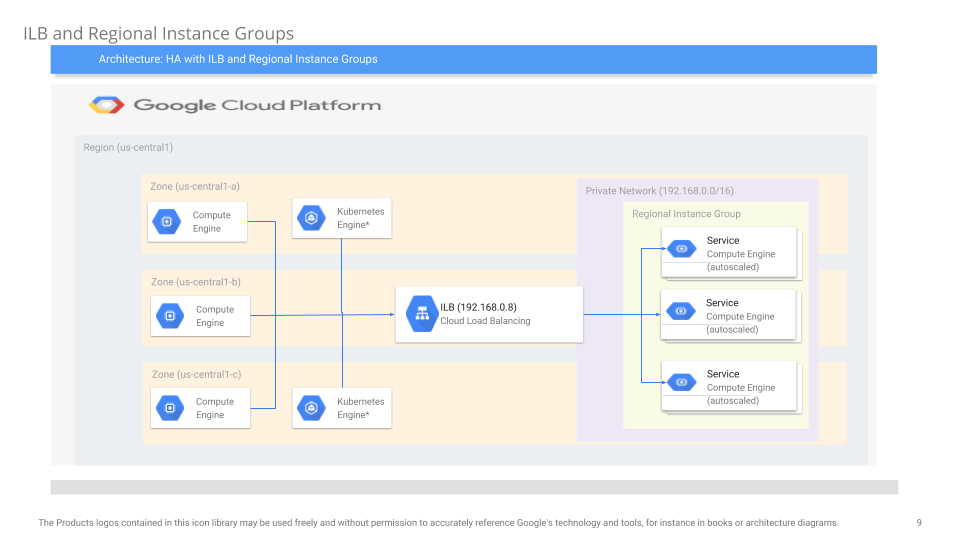 ILB and Regional Instance Groups
Architecture: HA with ILB and Regional Instance Groups
Google Cloud Platform
Region (us-central1)
Zone (us-central1-a)
Compute
Engine
Kubernetes
Engine*
Private Network (192.168.0.0/16)
Regional Instance Group
Service
Compute Engine
(autoscaled)
Zone (us-central1-b)
Compute
Engine
ILB (192.168.0.8)
Cloud Load Balancing
Service
Compute Engine
(autoscaled)
Zone (us-central1-c)
Compute
Engine
Kubernetes
Engine*
Service
Compute Engine
(autoscaled)
The Products logos contained in this icon library may be used freely and without permission to accurately reference Google's technology and tools, for instance in books or architecture diagrams.
9